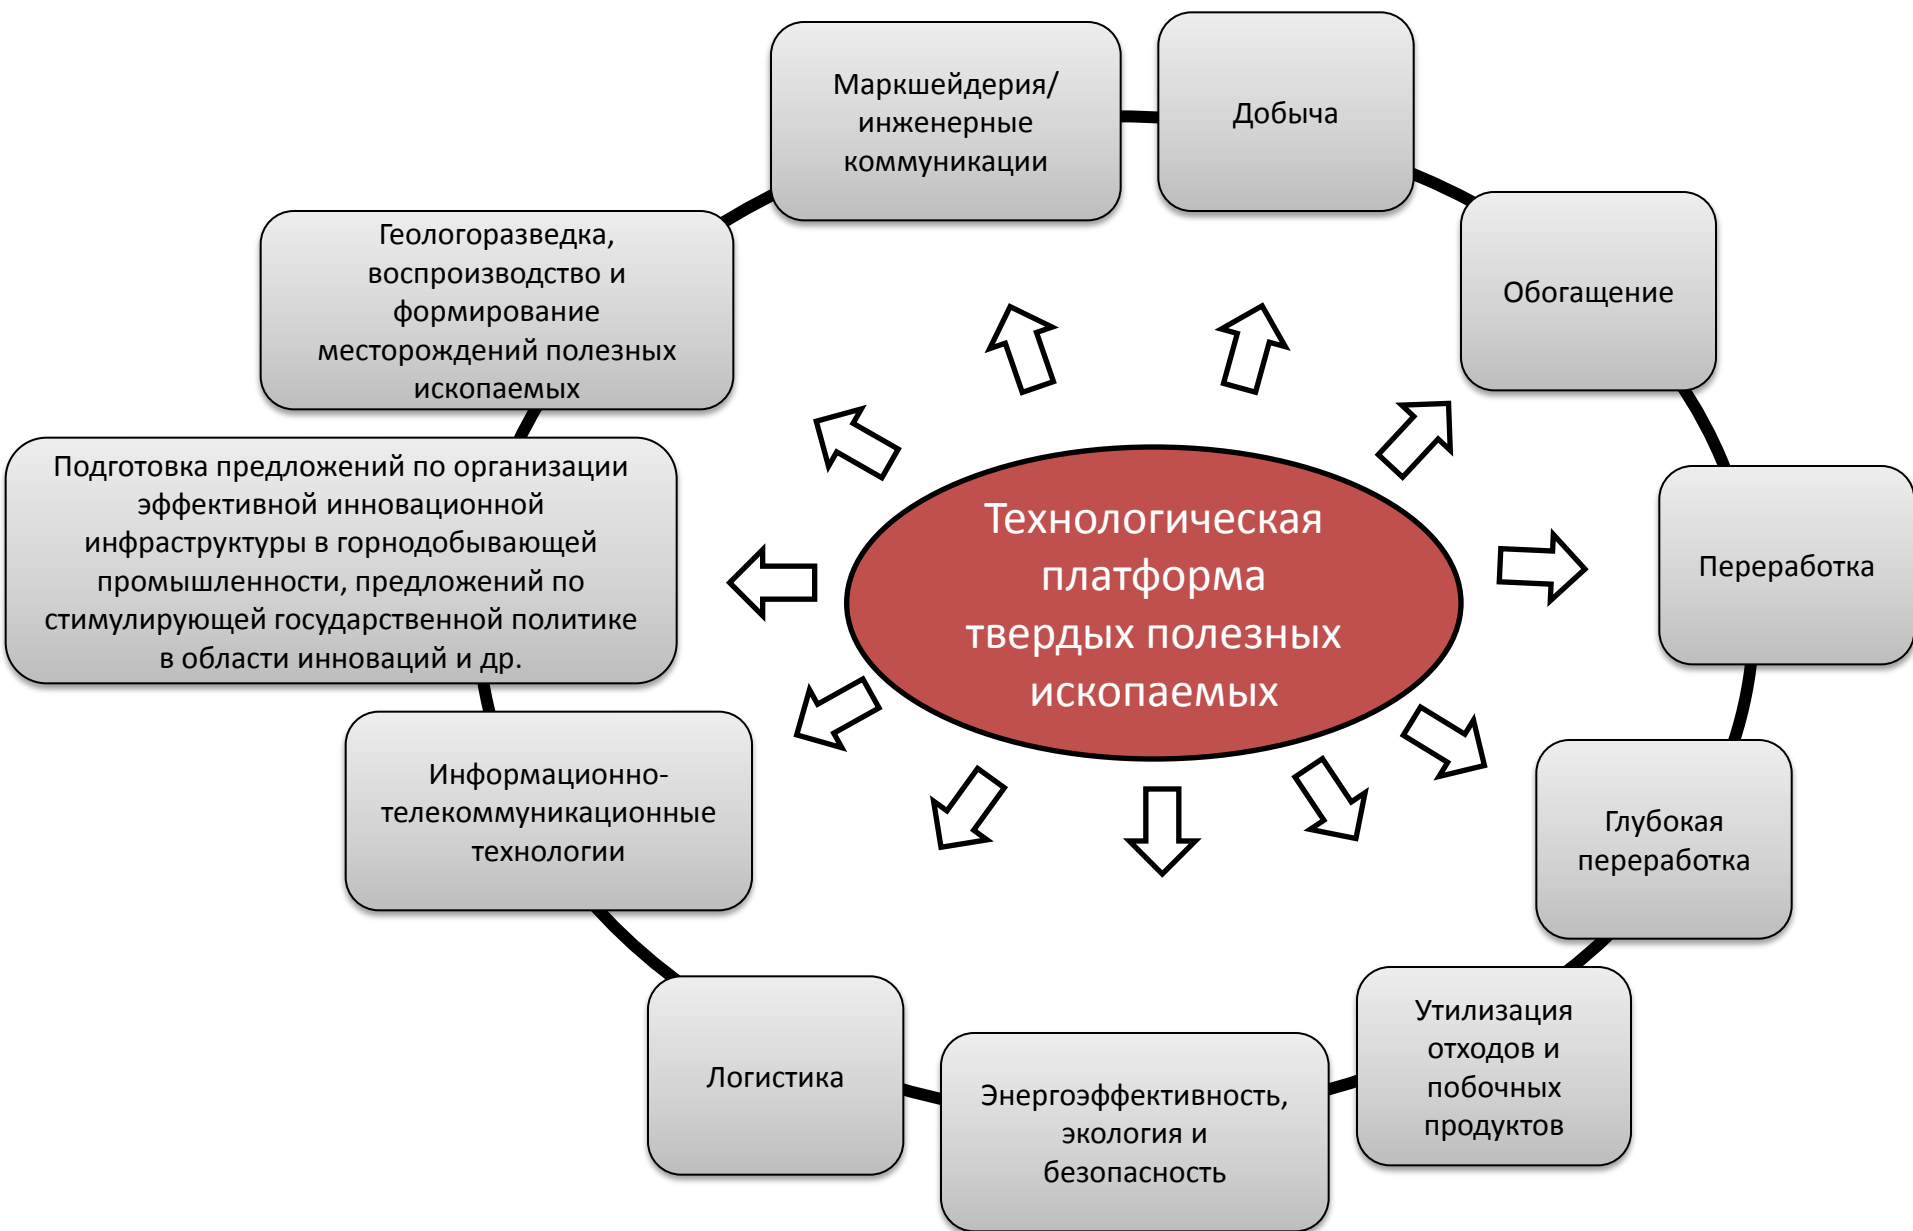 Маркшейдерия/
инженерные
коммуникации
Добыча
Обогащение
Переработка
Глубокая
переработка
Утилизация
отходов и
побочных
продуктов
Энергоэффективность,
экология и
безопасность
Логистика
Информационно-
телекоммуникационные
технологии
Подготовка предложений по организации
эффективной инновационной
инфраструктуры в горнодобывающей
промышленности, предложений по
стимулирующей государственной политике
в области инноваций и др.
Геологоразведка,
воспроизводство и
формирование
месторождений полезных
ископаемых
Технологическая
платформа
твердых полезных
ископаемых